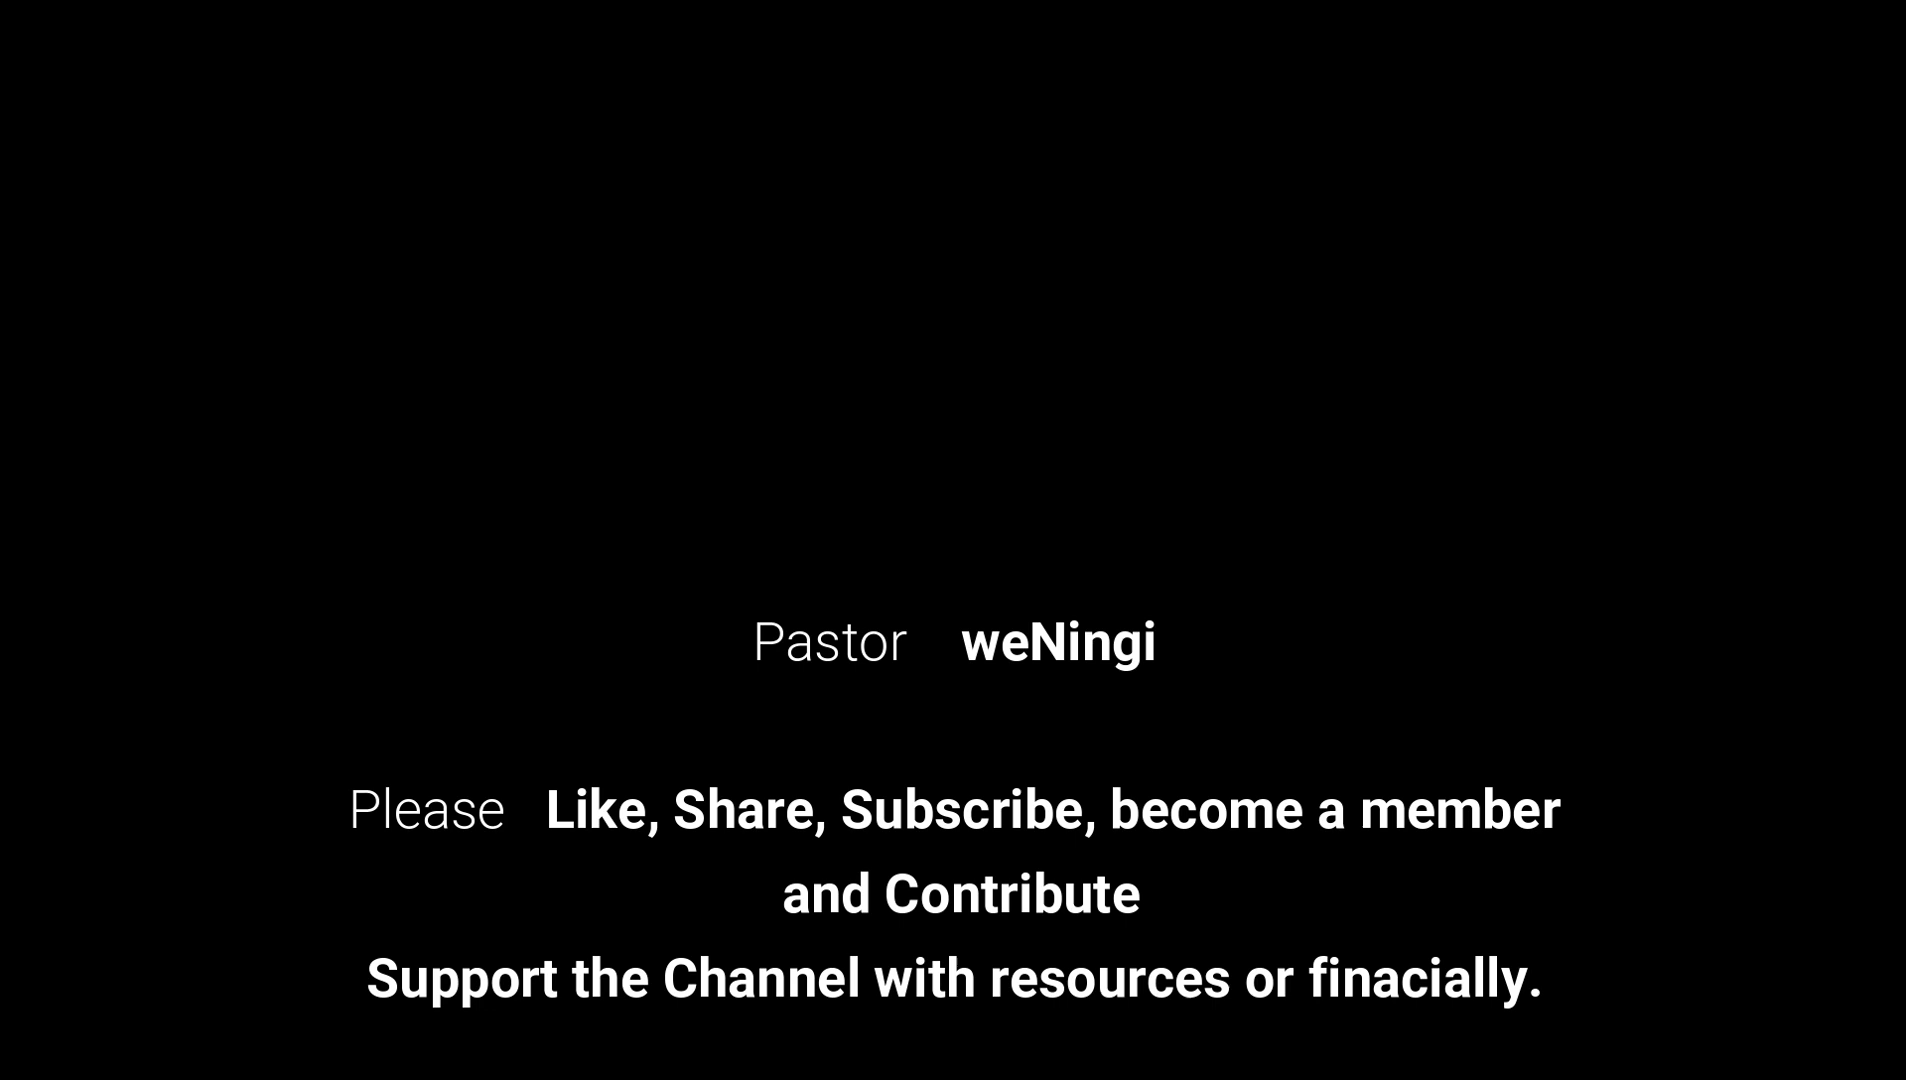 Pastor weNingi
Please Like, Share, Subscribe, become a member
and Contribute
Support the Channel with resources or finacially.